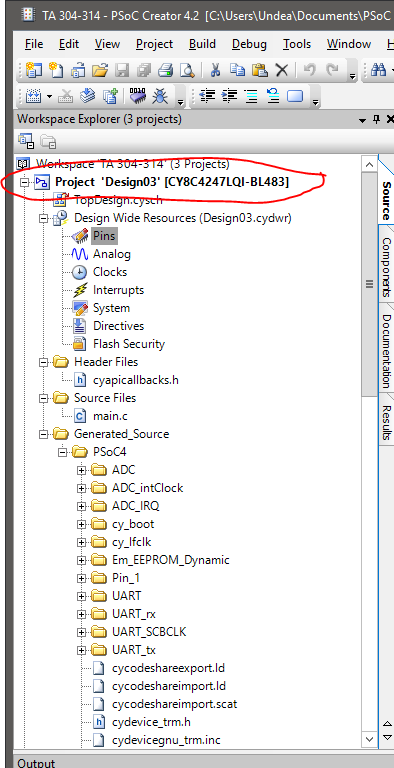 TA 304-314 - PSoC Creator 4.2 [C:\Users\Undea\Documents\PSoC
File Edit View Project Build Debug Tools Window
Workspace Explorer (3 projects)
Workspace 'TA 304-314' (3 Projects)
Project 'Design03' [CY8C4247LQI-BL483]
TopDesign.cysch
Design Wide Resources (Design03.cydwr)
Pins
Analog
Clocks
Interrupts
System
Directives
Flash Security
Header Files
cyapicallbacks.h
Source Files
main.c
Generated_Source
PSoC4
ADC
ADC_intClock
ADC_IRQ
cy_boot
cy_lfclk
Em_EEPROM_Dynamic
Pin_1
UART
UART_rx
UART_SCBCLK
UART_tx
cycodeshareexport.ld
cycodeshareimport.ld
cycodeshareimport.scat
cydevice_trm.h
cydevicegnu_trm.inc
Source
Components
Documentation
Results
Output